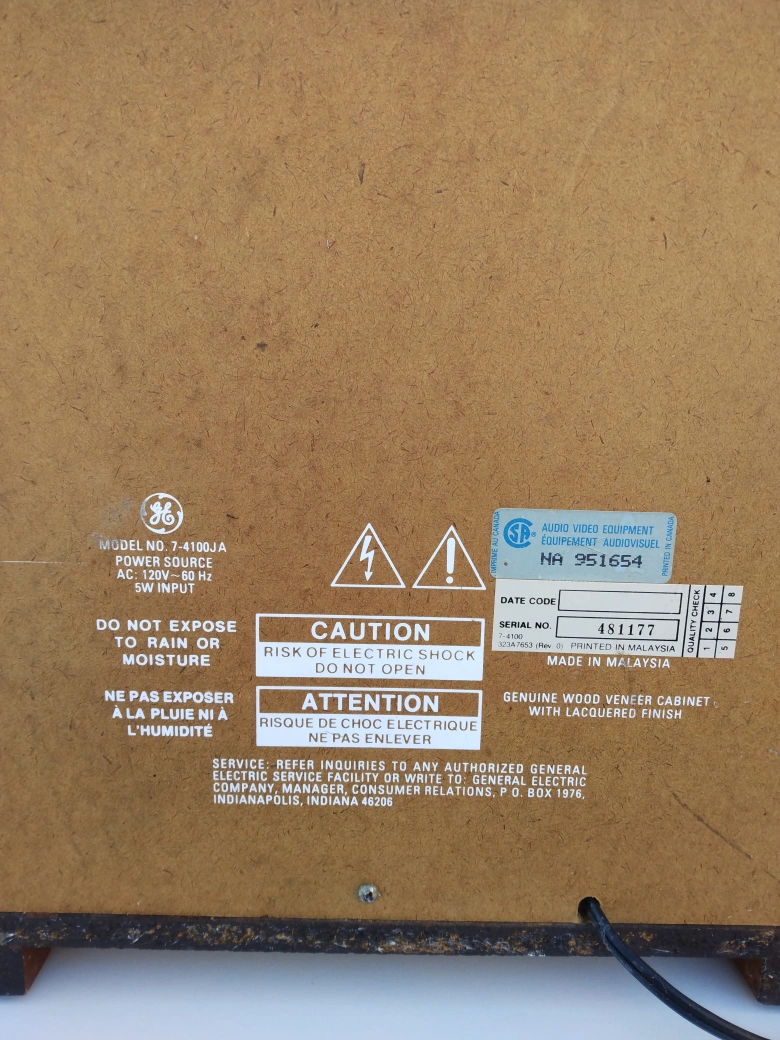 GE
MODEL NO. 7-4100JA
POWER SOURCE
AC: 120V~60 Hz
5W INPUT
DO NOT EXPOSE
TO RAIN OR
MOISTURE
NE PAS EXPOSER
À LA PLUIE NI À
L'HUMIDITÉ
CAUTION
RISK OF ELECTRIC SHOCK
DO NOT OPEN
ATTENTION
RISQUE DE CHOC ELECTRIQUE
NE PAS ENLEVER
IMPRIMÉ AU CANADA
SA®
AUDIO VIDEO EQUIPMENT
ÉQUIPEMENT AUDIOVISUEL
NA 951654
PRINTED IN CANADA
DATE CODE
SERIAL NO. 481177
7-4100
323A7653 (Rev. 0) PRINTED IN MALAYSIA
QUALITY CHECK
1 2 3 4
5 6 7 8
MADE IN MALAYSIA
GENUINE WOOD VENEER CABINET
WITH LACQUERED FINISH
SERVICE: REFER INQUIRIES TO ANY AUTHORIZED GENERAL
ELECTRIC SERVICE FACILITY OR WRITE TO: GENERAL ELECTRIC
COMPANY, MANAGER, CONSUMER RELATIONS, P.O. BOX 1976,
INDIANAPOLIS, INDIANA 46206